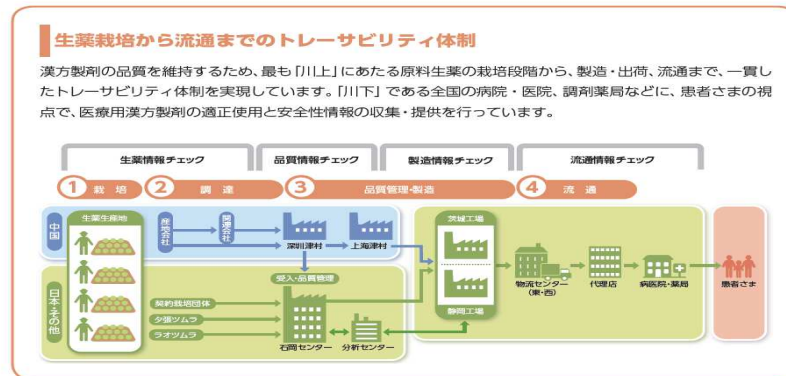 生薬栽培から流通までのトレーサビリティ体制
漢方製剤の品質を維持するため、最も「川上」にあたる原料生薬の栽培段階から、製造・出荷、流通まで、一貫し
たトレーサビリティ体制を実現しています。「川下」である全国の病院・医院、調剤薬局などに、患者さまの視
点で、医療用漢方製剤の適正使用と安全性情報の収集・提供を行っています。
生薬情報チェック
品質情報チェック
製造情報チェック
流通情報チェック
1 栽培
2 調達
3 品質管理・製造
4 流通
中国
生薬生産地
産地会社
関連会社
深圳津村
上海津村
茨城工場
受入・品質管理
日本・その他
契約栽培団体
夕張ツムラ
ラオツムラ
石岡センター
分析センター
静岡工場
物流センター
(東・西)
代理店
病医院・薬局
患者さま